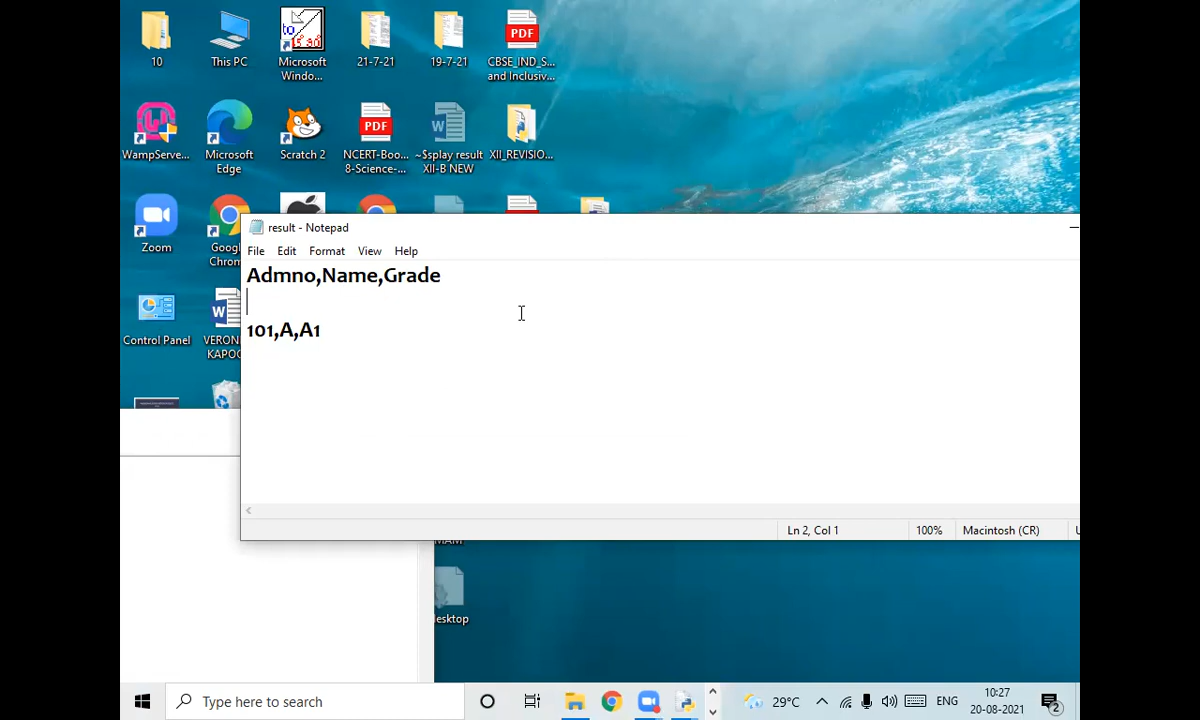 10
This PC
Microsoft Windo...
21-7-21
19-7-21
PDF
CBSE_IND_S... and Inclusiv...
WampServe...
Microsoft Edge
Scratch 2
PDF
NCERT-Boo... 8-Science-...
~$splay result XII-B NEW
XII_REVISIO...
Zoom
Googl
Chrom
Control Panel
VERON
KAPOO
result - Notepad
File Edit Format View Help
Admno,Name,Grade
101,A,A1
Ln 2, Col 1
100%
Macintosh (CR)
esktop
Type here to search
29°C
ENG
10:27
20-08-2021
2